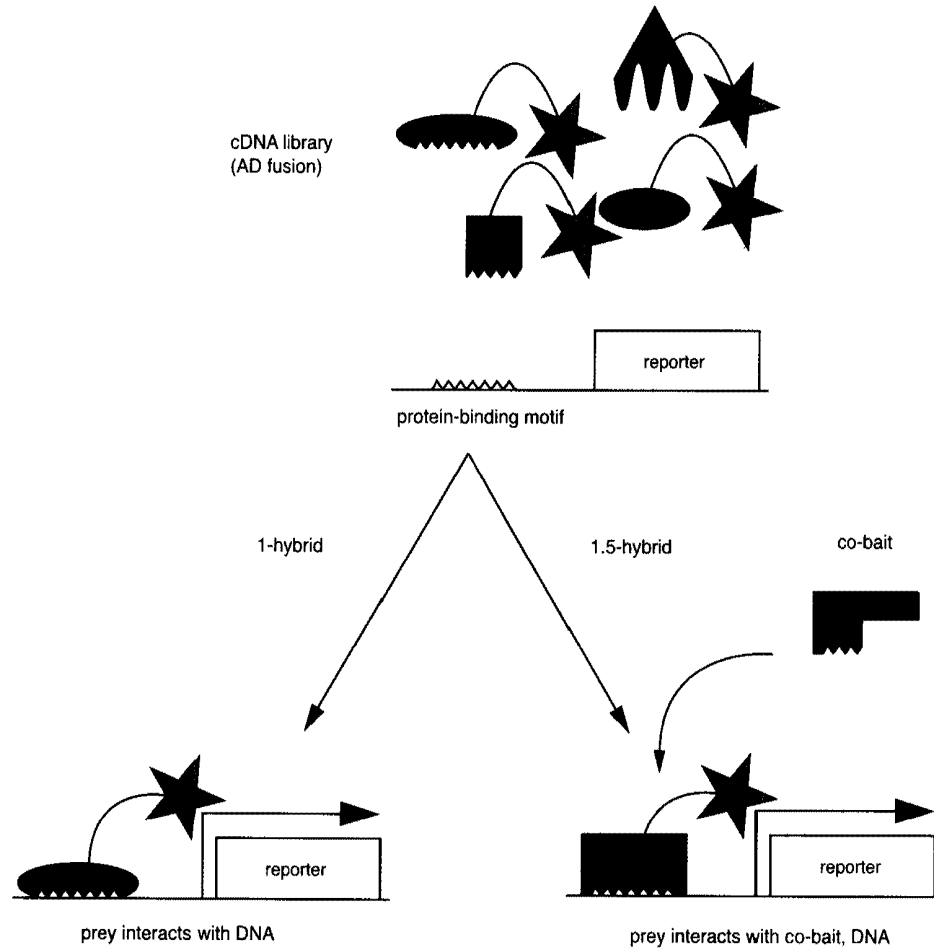 cDNA library
(AD fusion)
reporter
protein-binding motif
1-hybrid
1.5-hybrid
co-bait
reporter
reporter
prey interacts with DNA
prey interacts with co-bait, DNA